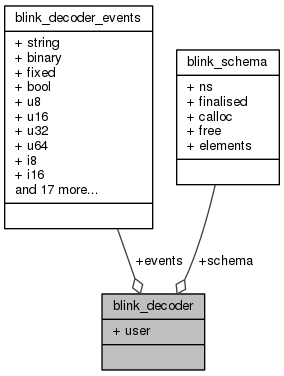 blink_decoder_events
+ string
+ binary
+ fixed
+ bool
+ u8
+ u16
+ u32
+ u64
+ i8
+ i16
and 17 more...
blink_schema
+ ns
+ finalised
+ calloc
+ free
+ elements
+events
+schema
blink_decoder
+ user